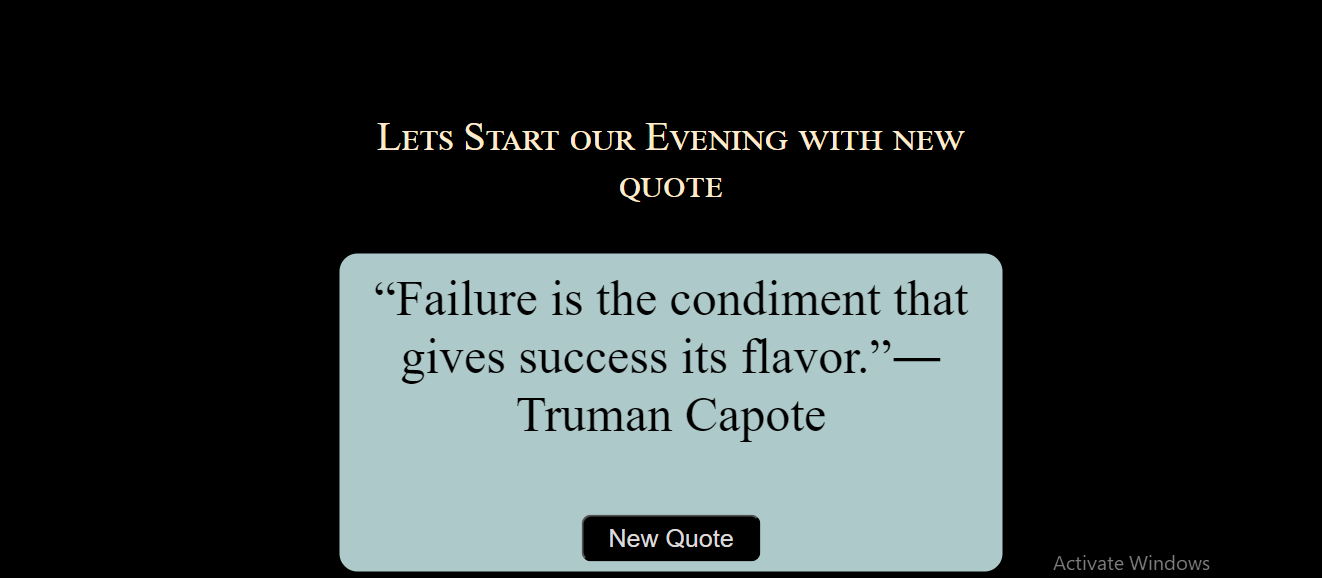 Lets Start our Evening with new
quote
“Failure is the condiment that
gives success its flavor.”—
Truman Capote
New Quote
Activate Windows